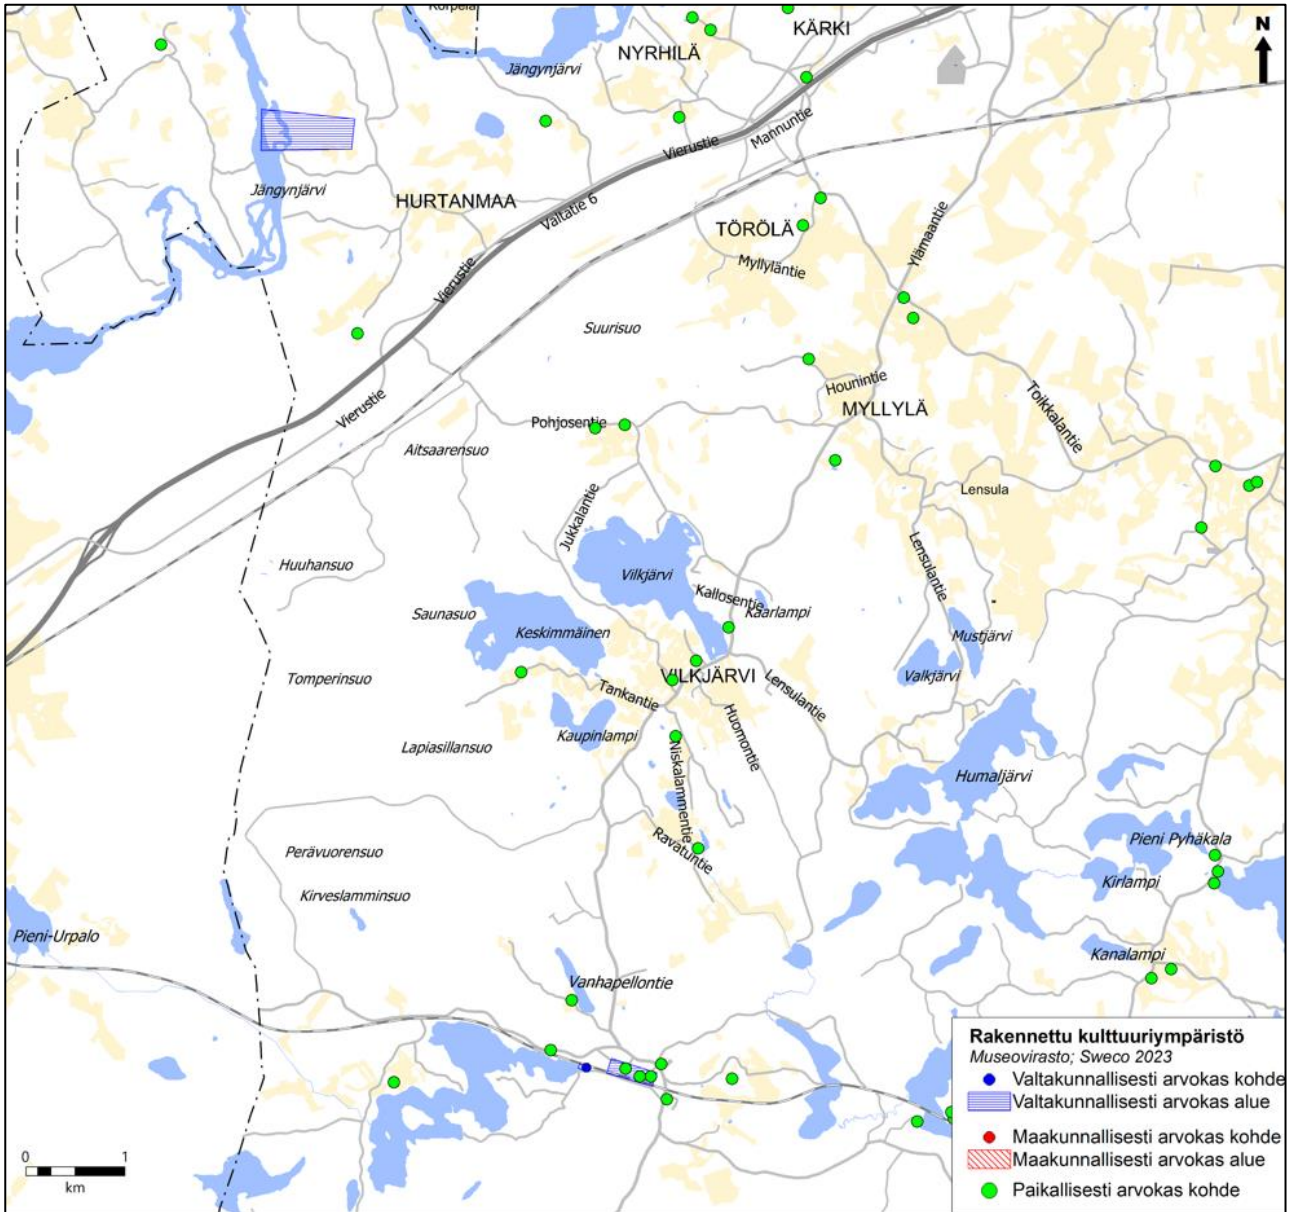 Korpela
KÄRKI
NYRHILÄ
N
Jängynjärvi
Mannuntie
Vierustie
Jängynjärvi
HURTANMAA
Valtatie 6
TÖRÖLÄ
Ylämaantie
Myllyläntie
Vierustie
Suurisuo
Hounintie
Vierustie
MYLLYLÄ
Toikkalantie
Pohjosentie
Aitsaarensuo
Lensula
Jukkalantie
Huuhansuo
Vilkjärvi
Lensulantie
Kallosentie
Kaarlampi
Saunasuo
Keskimmäinen
Mustjärvi
VILKJÄRVI
Valkjärvi
Tomperinsuo
Tankantie
Lensulantie
Kaupinlampi
Huomontie
Lapiasillansuo
Niskalammentie
Humaljärvi
Perävuorensuo
Ravatuntie
Pieni Pyhäkala
Kirlampi
Kirveslamminsuo
Pieni-Urpalo
Kanalampi
Vanhapellontie
Rakennettu kulttuuriympäristö
Museovirasto; Sweco 2023
Valtakunnallisesti arvokas kohde
Valtakunnallisesti arvokas alue
Maakunnallisesti arvokas kohde
Maakunnallisesti arvokas alue
Paikallisesti arvokas kohde
0 1
km